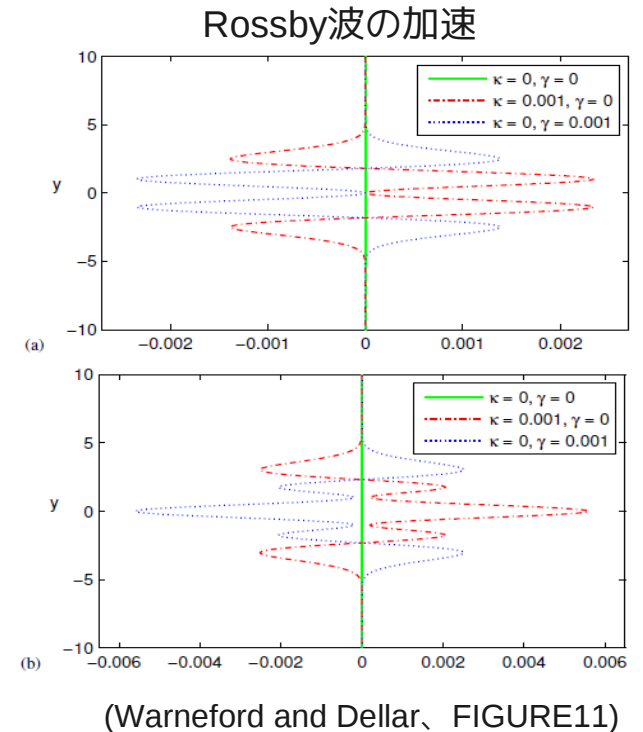 Rossby波の加速
10
κ = 0, γ = 0
κ = 0.001, γ = 0
κ = 0, γ = 0.001
5
y
0
−5
−10
(a)
−0.002 −0.001 0 0.001 0.002
10
κ = 0, γ = 0
κ = 0.001, γ = 0
κ = 0, γ = 0.001
5
y
0
−5
−10
(b)
−0.006 −0.004 −0.002 0 0.002 0.004 0.006
(Warneford and Dellar、FIGURE11)